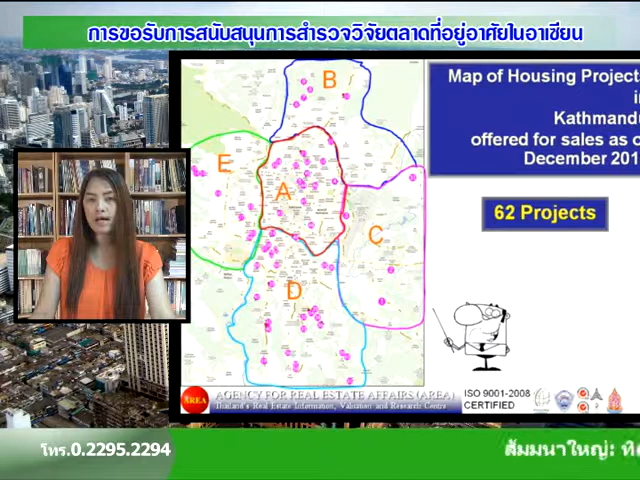 การขอรับการสนับสนุนการสำรวจวิจัยตลาดที่อยู่อาศัยในอาเซียน
Map of Housing Project
in
Kathmandu
offered for sales as o
December 201
62 Projects
B
E
A
C
D
AREA
AGENCY FOR REAL ESTATE AFFAIRS (AREA)
Thailand's Real Estate Information, Valuation and Research Centre
ISO 9001-2008
CERTIFIED
โทร.0.2295.2294
สัมมนาใหญ่: ทิ